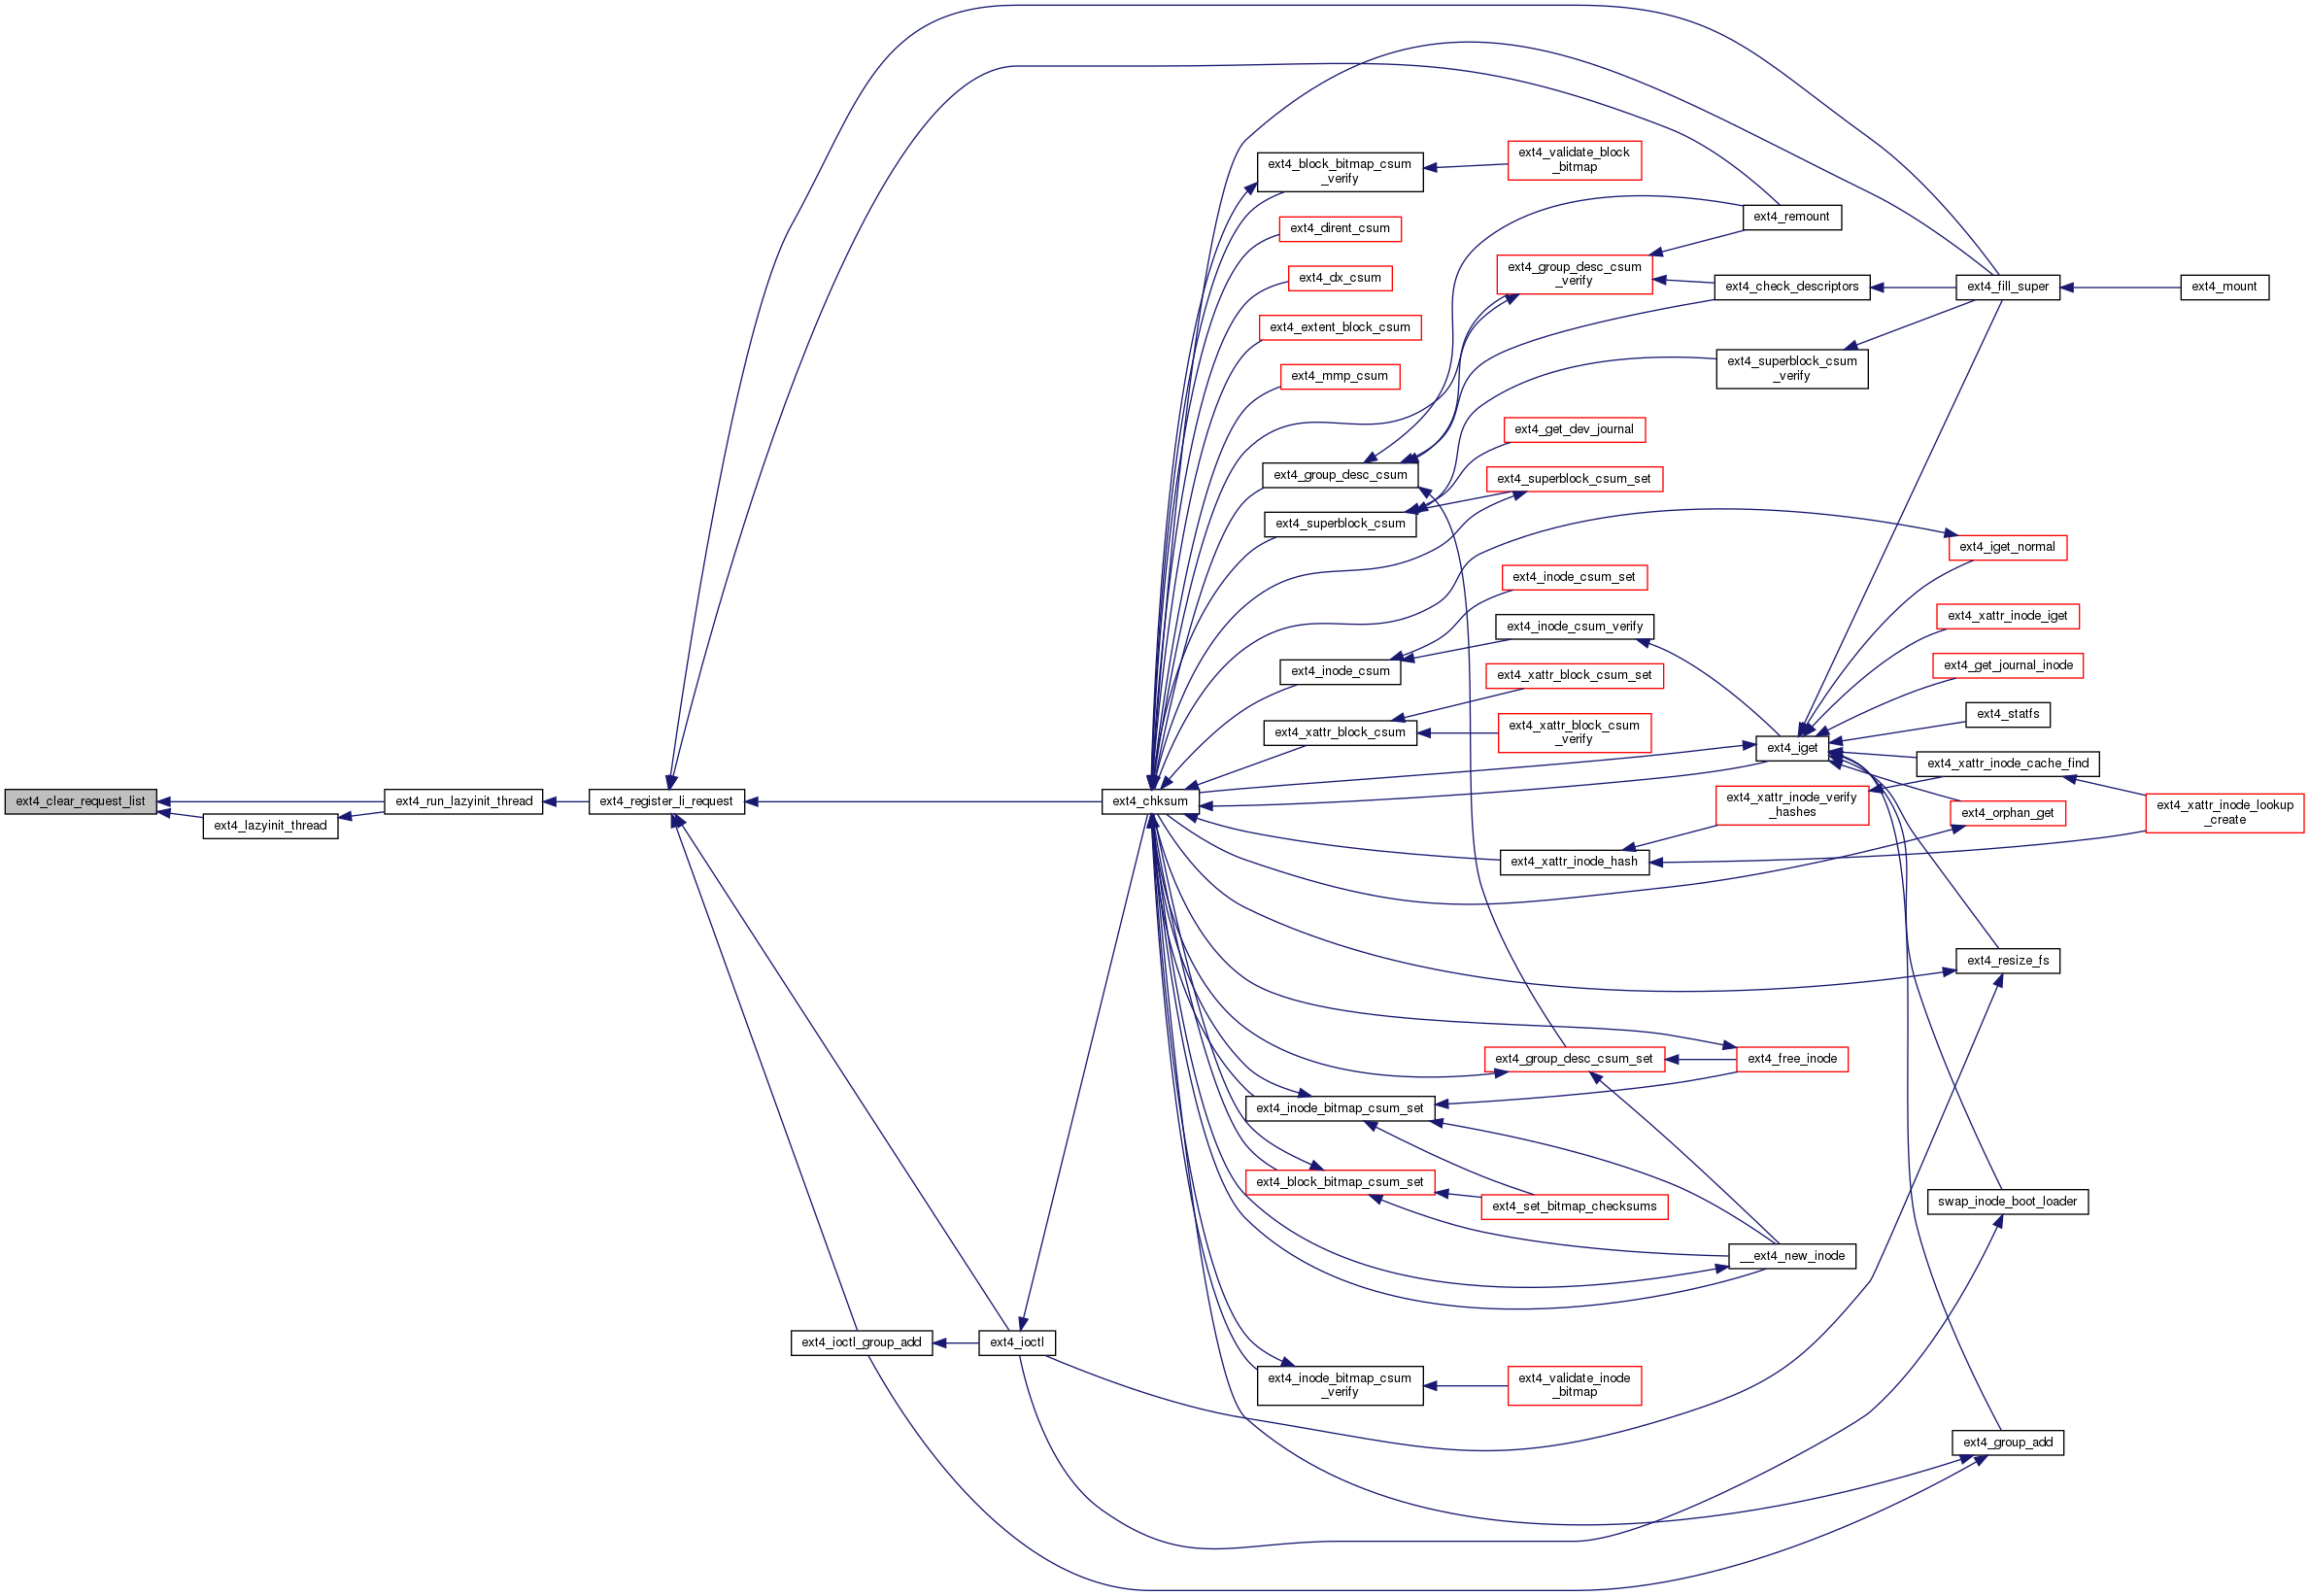 ext4_block_bitmap_csum
_verify
ext4_validate_block
_bitmap
ext4_dirent_csum
ext4_remount
ext4_dx_csum
ext4_group_desc_csum
_verify
ext4_check_descriptors
ext4_fill_super
ext4_mount
ext4_extent_block_csum
ext4_superblock_csum
_verify
ext4_mmp_csum
ext4_get_dev_journal
ext4_group_desc_csum
ext4_superblock_csum_set
ext4_superblock_csum
ext4_iget_normal
ext4_inode_csum_set
ext4_xattr_inode_iget
ext4_inode_csum_verify
ext4_get_journal_inode
ext4_inode_csum
ext4_xattr_block_csum_set
ext4_statfs
ext4_xattr_block_csum
ext4_xattr_block_csum
_verify
ext4_iget
ext4_xattr_inode_cache_find
ext4_clear_request_list
ext4_run_lazyinit_thread
ext4_register_li_request
ext4_chksum
ext4_xattr_inode_verify
_hashes
ext4_orphan_get
ext4_xattr_inode_lookup
_create
ext4_lazyinit_thread
ext4_xattr_inode_hash
ext4_resize_fs
ext4_group_desc_csum_set
ext4_free_inode
ext4_inode_bitmap_csum_set
ext4_block_bitmap_csum_set
ext4_set_bitmap_checksums
swap_inode_boot_loader
__ext4_new_inode
ext4_ioctl_group_add
ext4_ioctl
ext4_inode_bitmap_csum
_verify
ext4_validate_inode
_bitmap
ext4_group_add